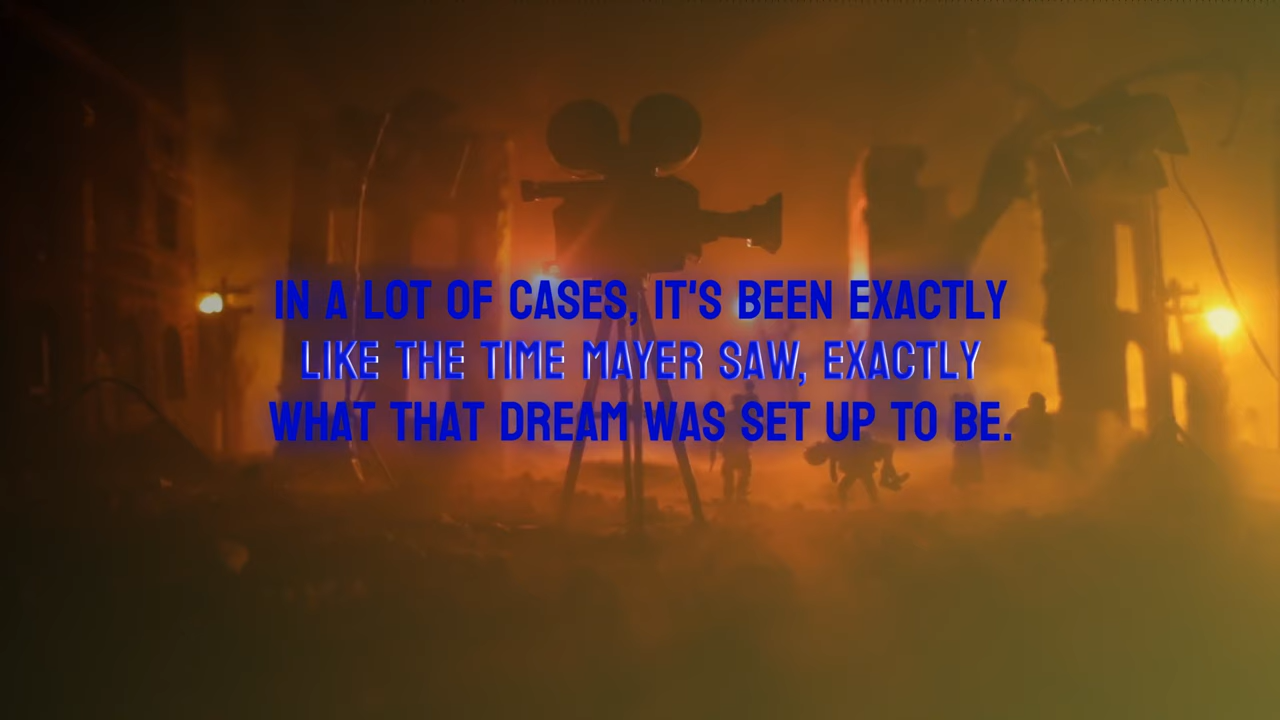 IN A LOT OF CASES, IT'S BEEN EXACTLY
LIKE THE TIME MAYER SAW, EXACTLY
WHAT THAT DREAM WAS SET UP TO BE.